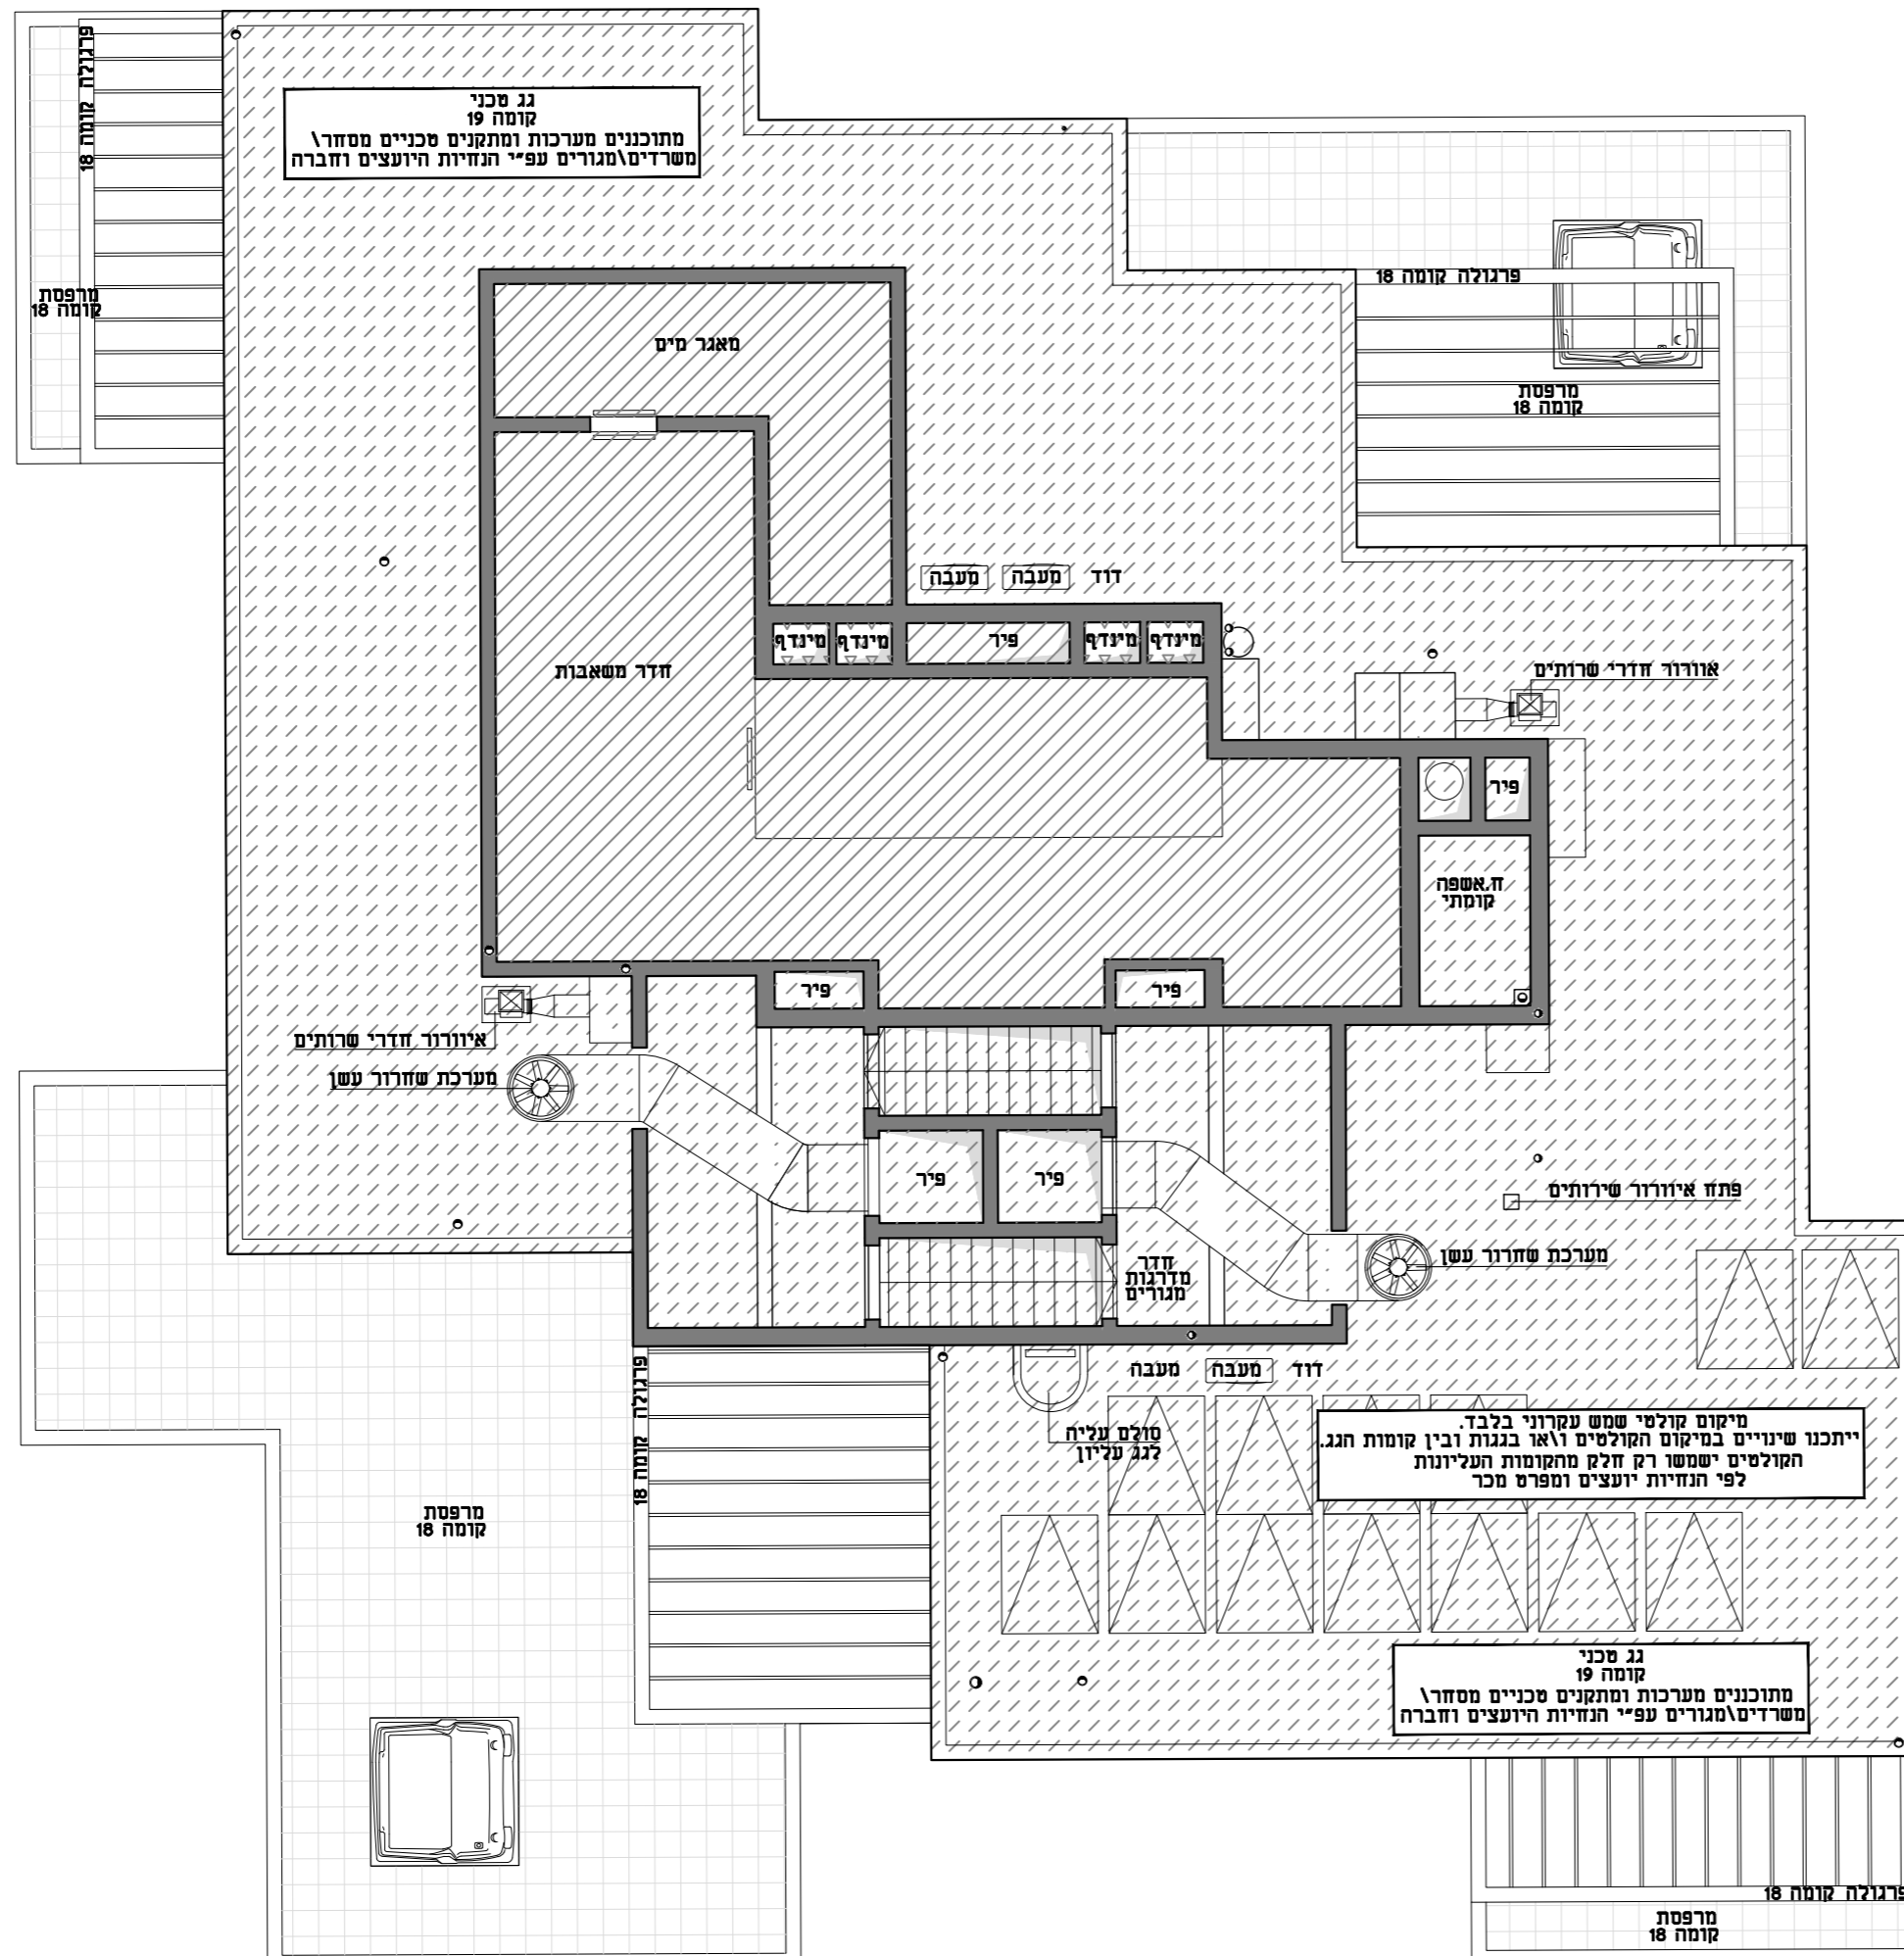 פרגולה קומה 18
מרפסת
קומה 18
גג טכני
קומה 19
מתוכננים מערכות ומתקנים טכניים מסחר\
משרדים\מגורים עפ״י הנחיות היועצים וחברה
פרגולה קומה 18
מרפסת
קומה 18
מאגר מים
מעבה
מעבה
דוד
מינדף
מינדף
פיר
מינדף
מינדף
חדר משאבות
אוורור חדרי שרותים
פיר
ח.אשפה
קומתי
פיר
פיר
איוורור חדרי שרותים
מערכת שחרור עשן
פיר
פיר
פתח איוורור שירותים
מערכת שחרור עשן
חדר
מדרגות
מגורים
מעבה
מעבה
דוד
סולם עליה
לגג עליון
מיקום קולטי שמש עקרוני בלבד.
ייתכנו שינויים במיקום הקולטים ו\או בגגות ובין קומות הגג.
הקולטים ישמשו רק חלק מהקומות העליונות
לפי הנחיות יועצים ומפרט מכר
פרגולה קומה 18
מרפסת
קומה 18
גג טכני
קומה 19
מתוכננים מערכות ומתקנים טכניים מסחר\
משרדים\מגורים עפ״י הנחיות היועצים וחברה
פרגולה קומה 18
מרפסת
קומה 18